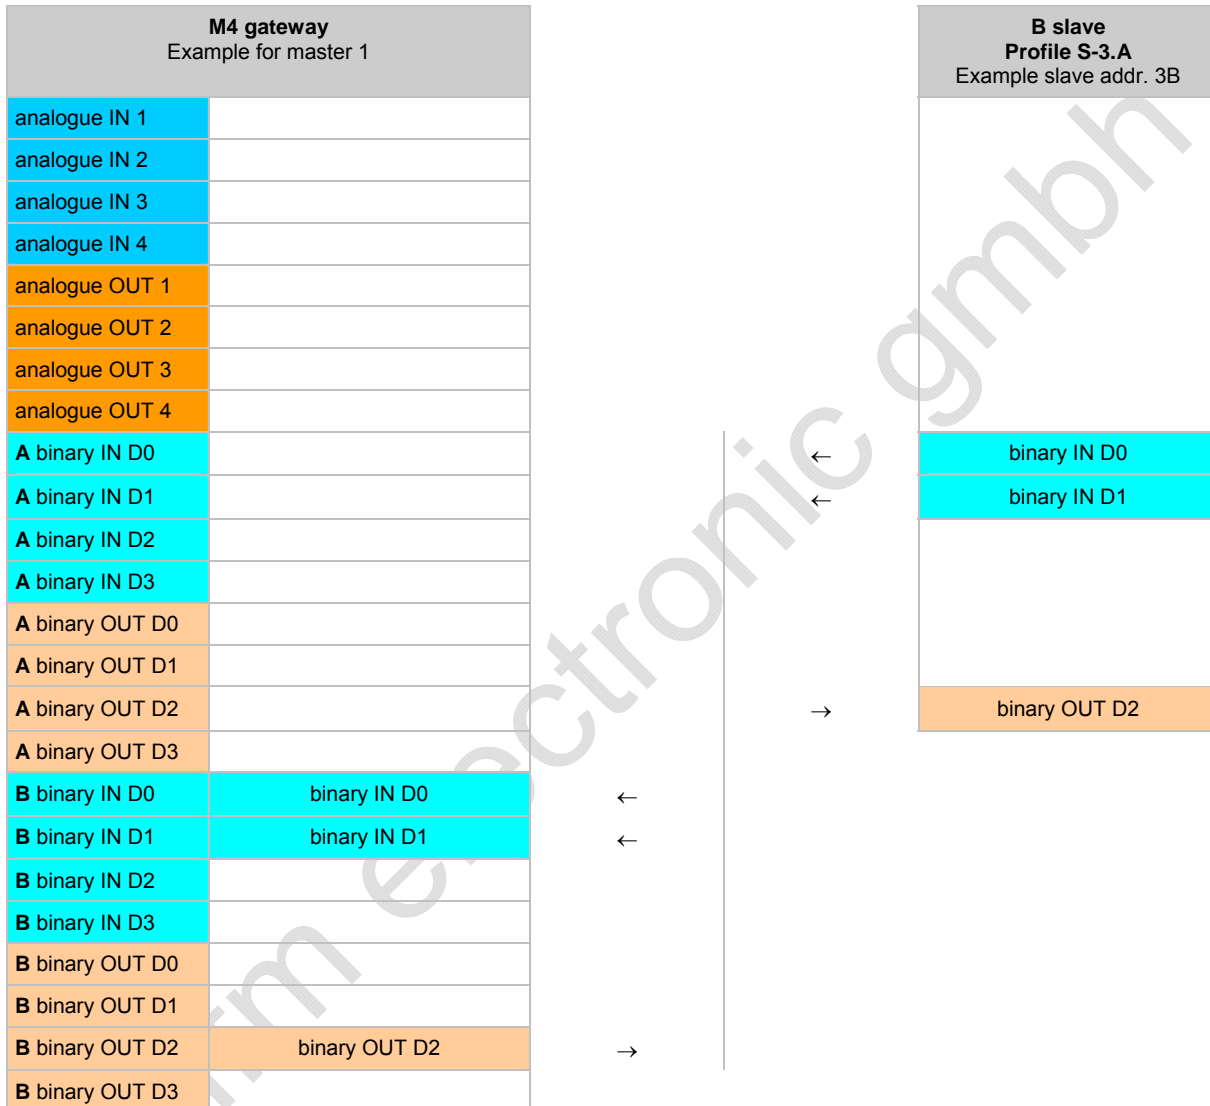 M4 gateway
Example for master 1
B slave
Profile S-3.A
Example slave addr. 3B
analogue IN 1
analogue IN 2
analogue IN 3
analogue IN 4
analogue OUT 1
analogue OUT 2
analogue OUT 3
analogue OUT 4
A binary IN D0
← binary IN D0
A binary IN D1
← binary IN D1
A binary IN D2
A binary IN D3
A binary OUT D0
A binary OUT D1
A binary OUT D2
→ binary OUT D2
A binary OUT D3
B binary IN D0 binary IN D0 ←
B binary IN D1 binary IN D1 ←
B binary IN D2
B binary IN D3
B binary OUT D0
B binary OUT D1
B binary OUT D2 binary OUT D2 →
B binary OUT D3
electronic gmbh